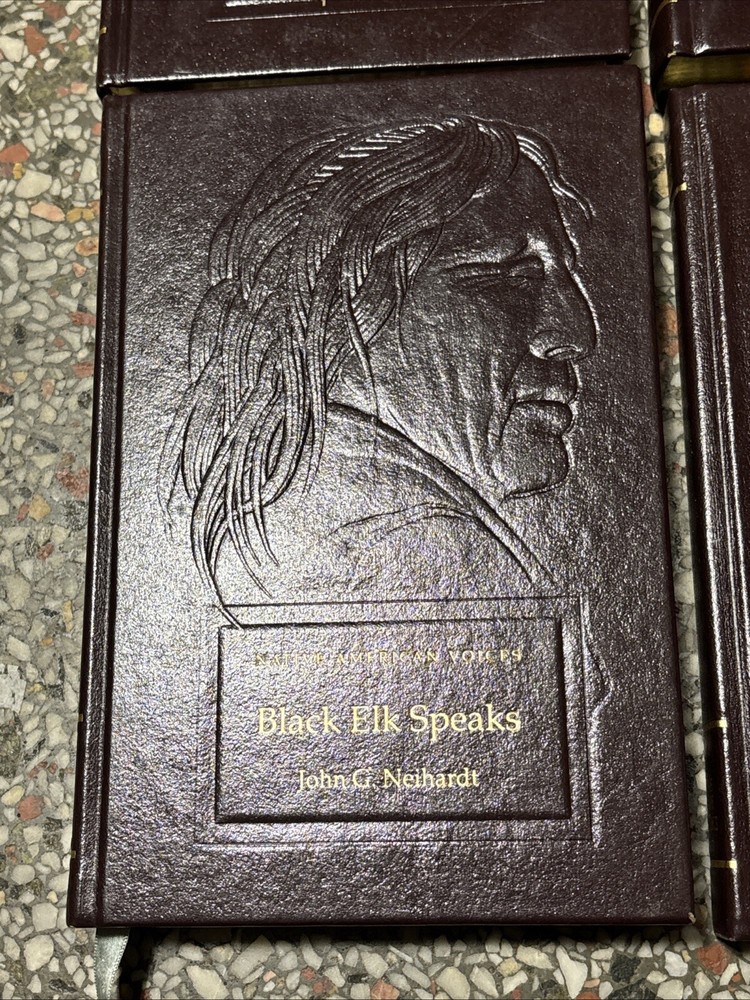 NATIVE AMERICAN VOICES
Black Elk Speaks
John G. Neihardt